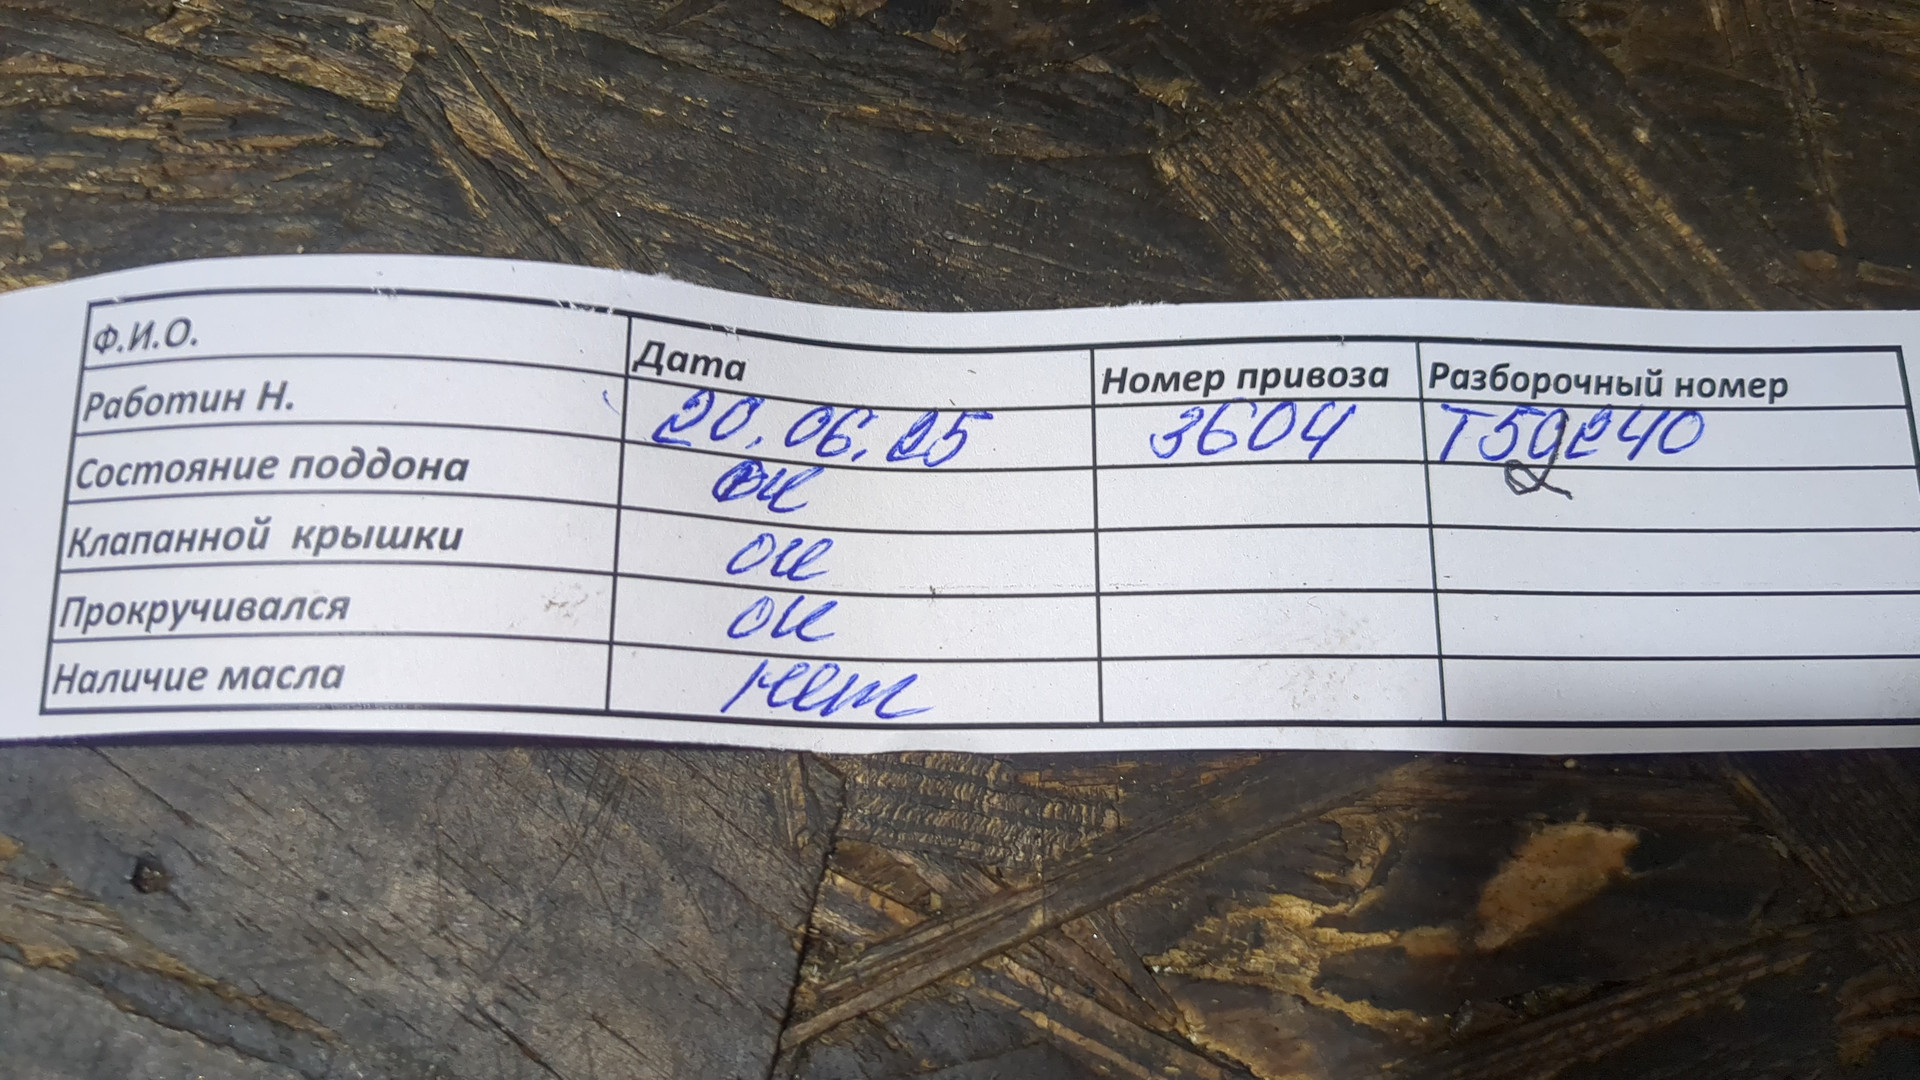 Ф.И.О. Дата Номер привоза Разборочный номер
Работин Н. 20.06.25 3604
Состояние поддона ок
Клапанной крышки ок
Прокручивался ок
Наличие масла нет